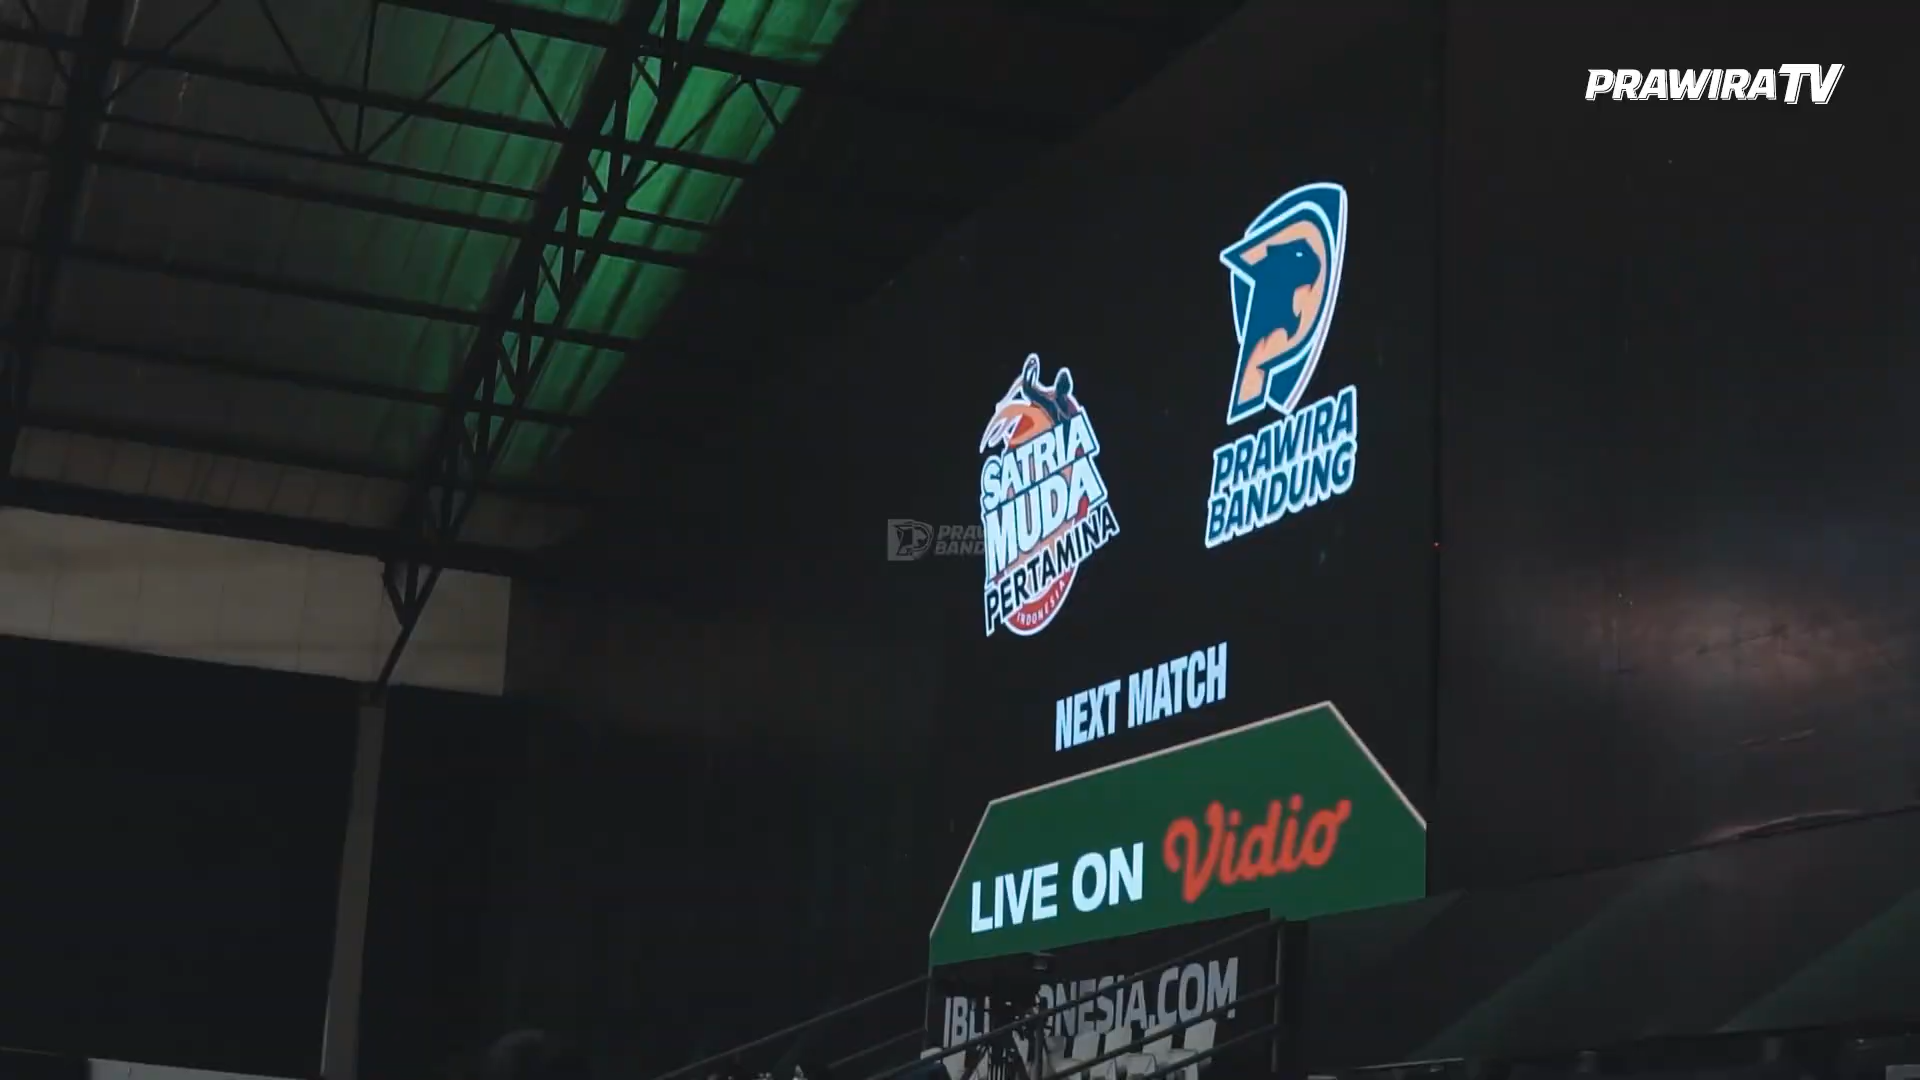 PRAWIRATV
PRAWIRA
BANDUNG
SATRIA
MUDA
PERTAMINA
INDONESIA
NEXT MATCH
LIVE ON Vidio